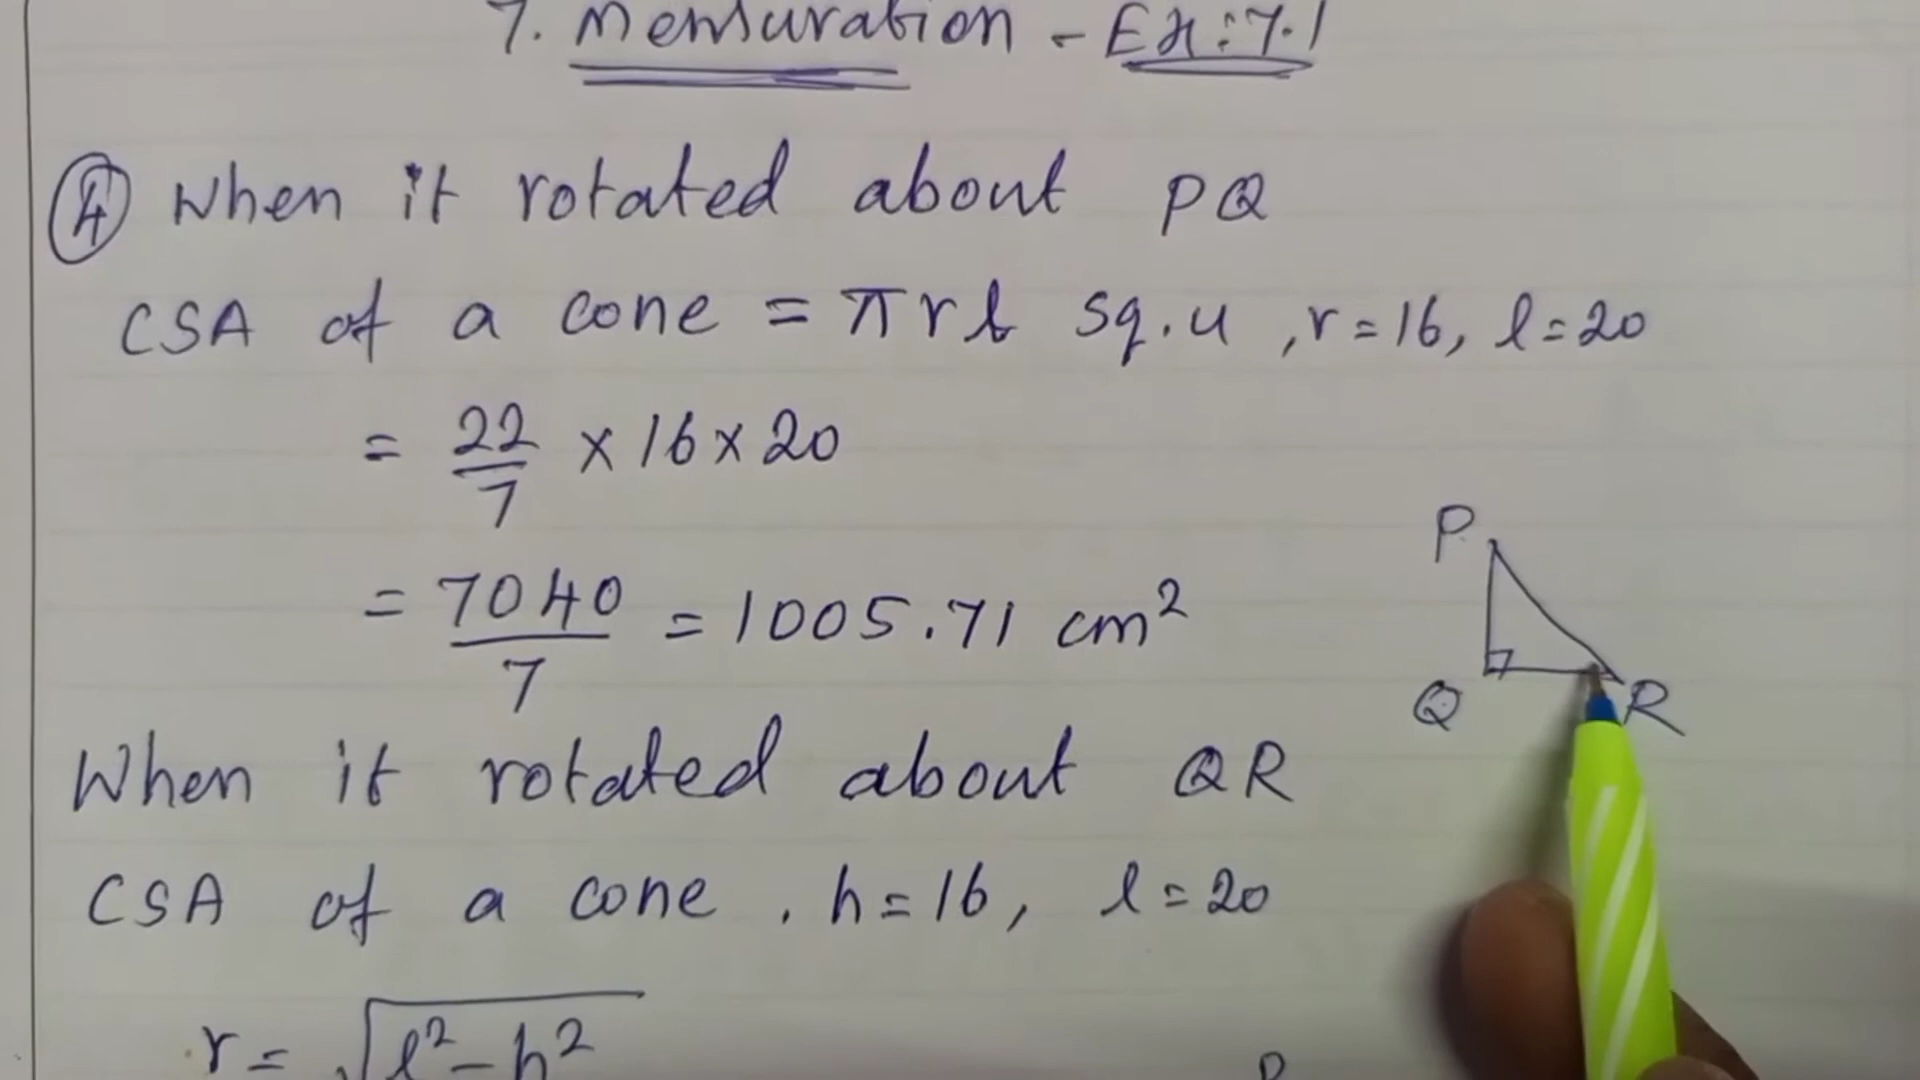 7. Mensuration - Ex: 7.1
4 When it rotated about PQ
CSA of a cone = πrl sq.u , r=16, l=20
= 22/7 × 16 × 20
= 7040/7 = 1005.71 cm²
P
Q R
When it rotated about QR
CSA of a cone . h=16, l=20
r = √l²-h²